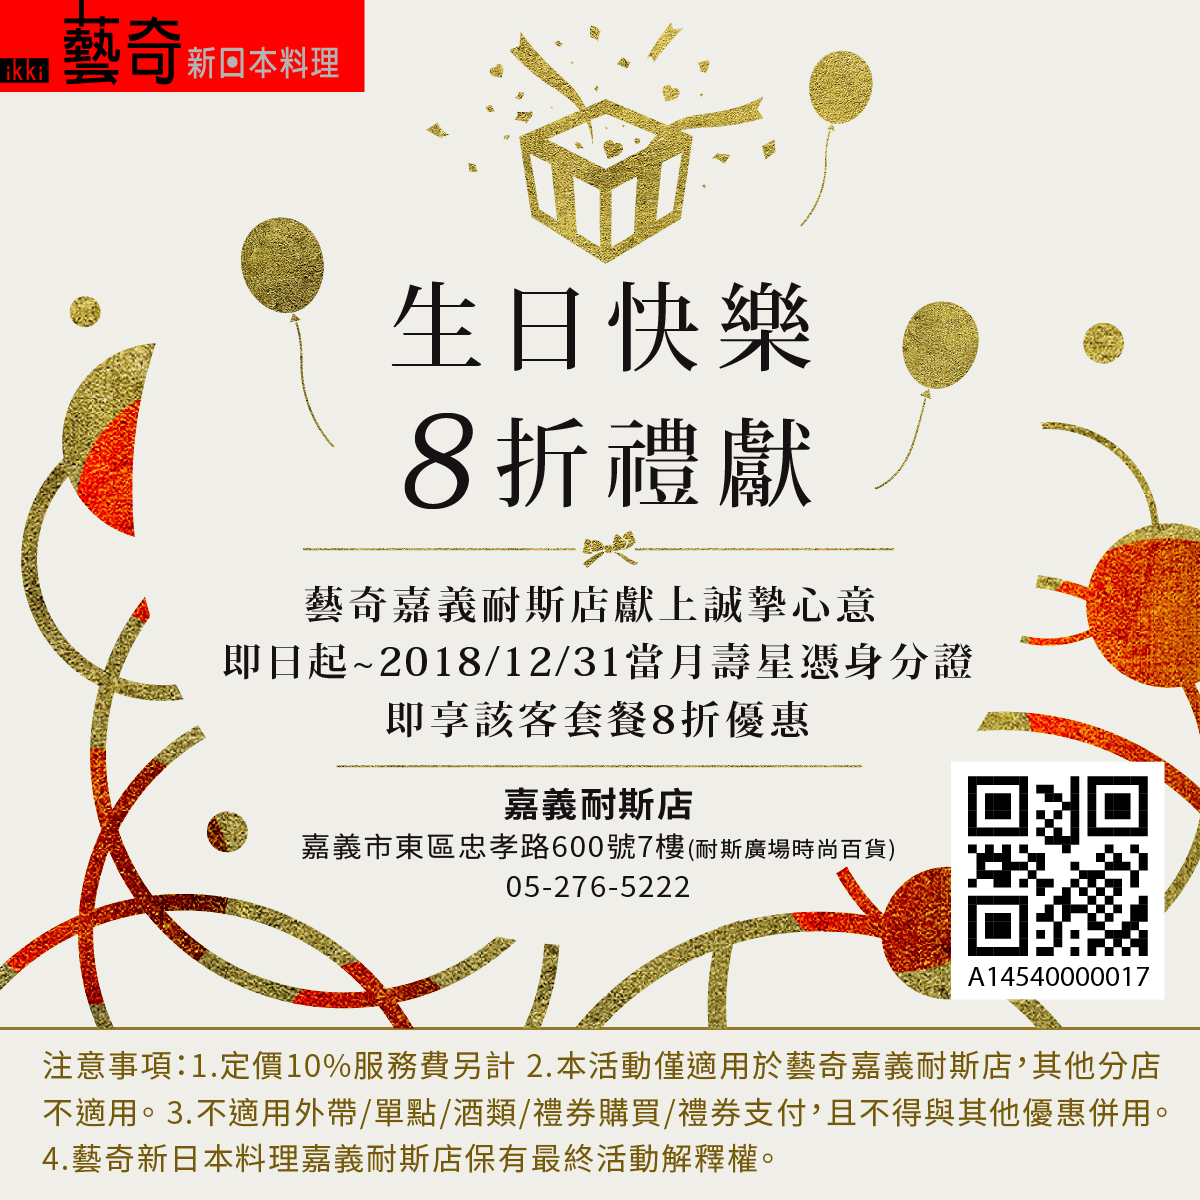 ikki 藝奇 新日本料理
生日快樂
8折禮獻
藝奇嘉義耐斯店獻上誠摯心意
即日起~2018/12/31當月壽星憑身分證
即享該客套餐8折優惠
嘉義耐斯店
嘉義市東區忠孝路600號7樓(耐斯廣場時尚百貨)
05-276-5222
A14540000017
注意事項：1.定價10%服務費另計 2.本活動僅適用於藝奇嘉義耐斯店，其他分店
不適用。3.不適用外帶/單點/酒類/禮券購買/禮券支付，且不得與其他優惠併用。
4.藝奇新日本料理嘉義耐斯店保有最終活動解釋權。